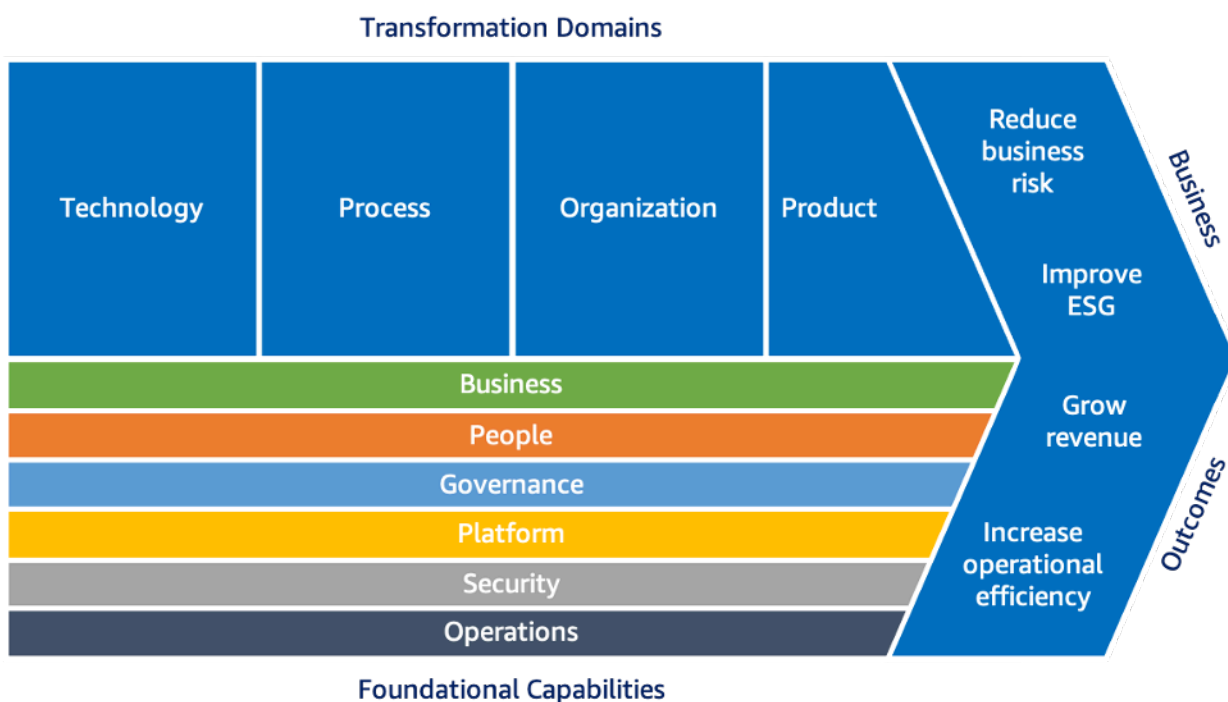 Transformation Domains
Technology
Process
Organization
Product
Reduce
business
risk
Improve
ESG
Grow
revenue
Increase
operational
efficiency
Business
Outcomes
Business
People
Governance
Platform
Security
Operations
Foundational Capabilities